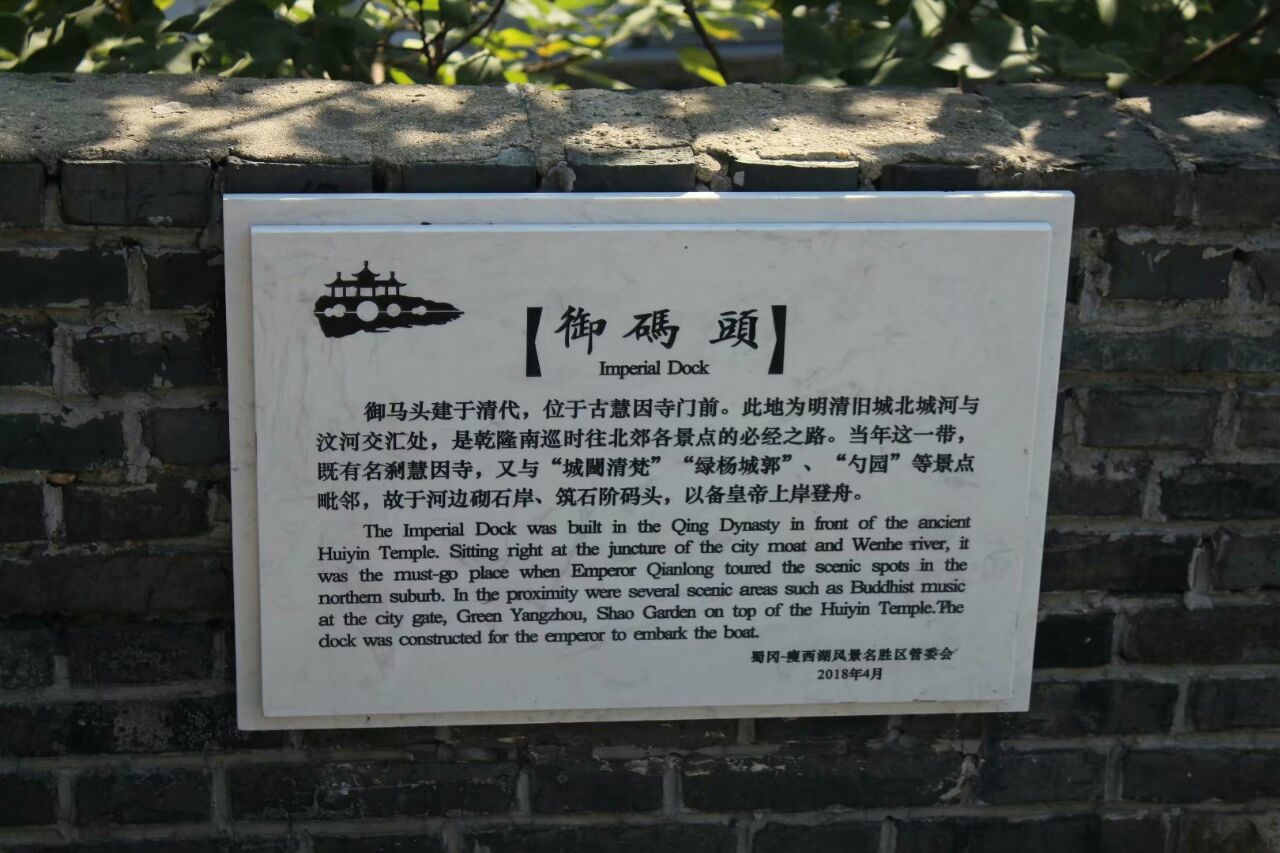 【御碼頭】
Imperial Dock
御马头建于清代，位于古慧因寺门前。此地为明清旧城北城河与
汶河交汇处，是乾隆南巡时往北郊各景点的必经之路。当年这一带，
既有名刹慧因寺，又与“城闉清梵”“绿杨城郭”、“勺园”等景点
毗邻，故于河边砌石岸、筑石阶码头，以备皇帝上岸登舟。
The Imperial Dock was built in the Qing Dynasty in front of the ancient
Huiyin Temple. Sitting right at the juncture of the city moat and Wenhe river, it
was the must-go place when Emperor Qianlong toured the scenic spots in the
northern suburb. In the proximity were several scenic areas such as Buddhist music
at the city gate, Green Yangzhou, Shao Garden on top of the Huiyin Temple.The
dock was constructed for the emperor to embark the boat.
蜀冈-瘦西湖风景名胜区管委会
2018年4月